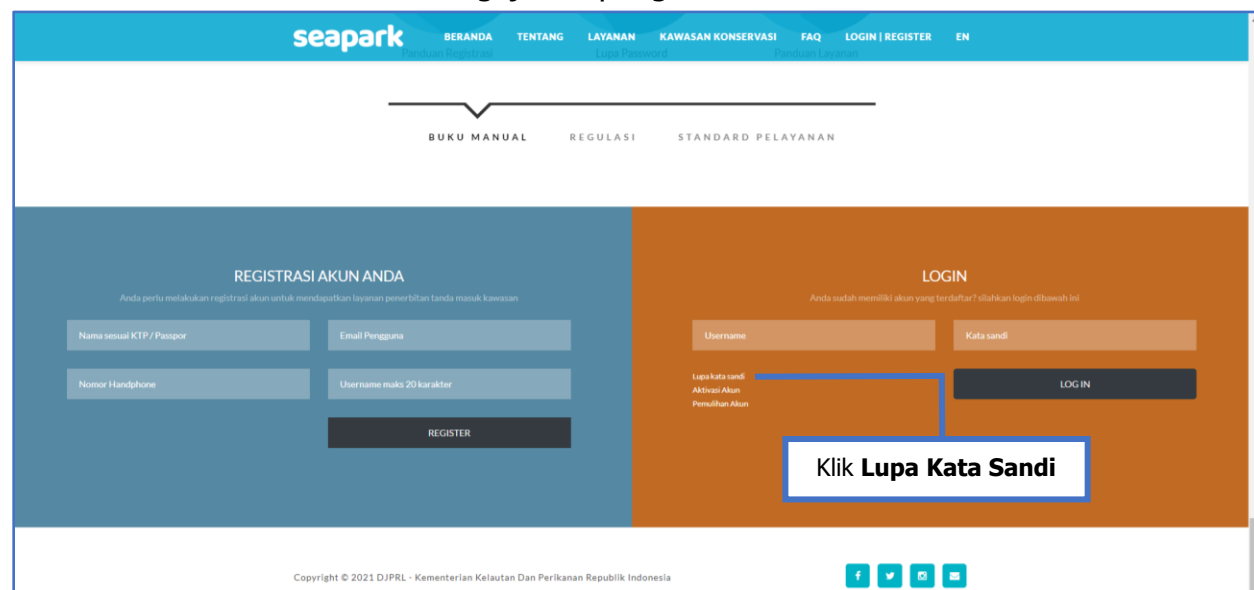 seapark
BERANDA TENTANG LAYANAN KAWASAN KONSERVASI FAQ LOGIN | REGISTER EN
Panduan Registrasi Lupa Password Panduan Layanan
BUKU MANUAL REGULASI STANDARD PELAYANAN
REGISTRASI AKUN ANDA
Anda perlu melakukan registrasi akun untuk mendapatkan layanan penerbitan tanda masuk kawasan
Nama sesuai KTP / Passpor Email Pengguna
Nomor Handphone Username maks 20 karakter
REGISTER
LOGIN
Anda sudah memiliki akun yang terdaftar? silahkan login dibawah ini
Username Kata sandi
Lupa kata sandi
Aktivasi Akun
Pemulihan Akun
LOG IN
Klik Lupa Kata Sandi
Copyright © 2021 DJPRL - Kementerian Kelautan Dan Perikanan Republik Indonesia